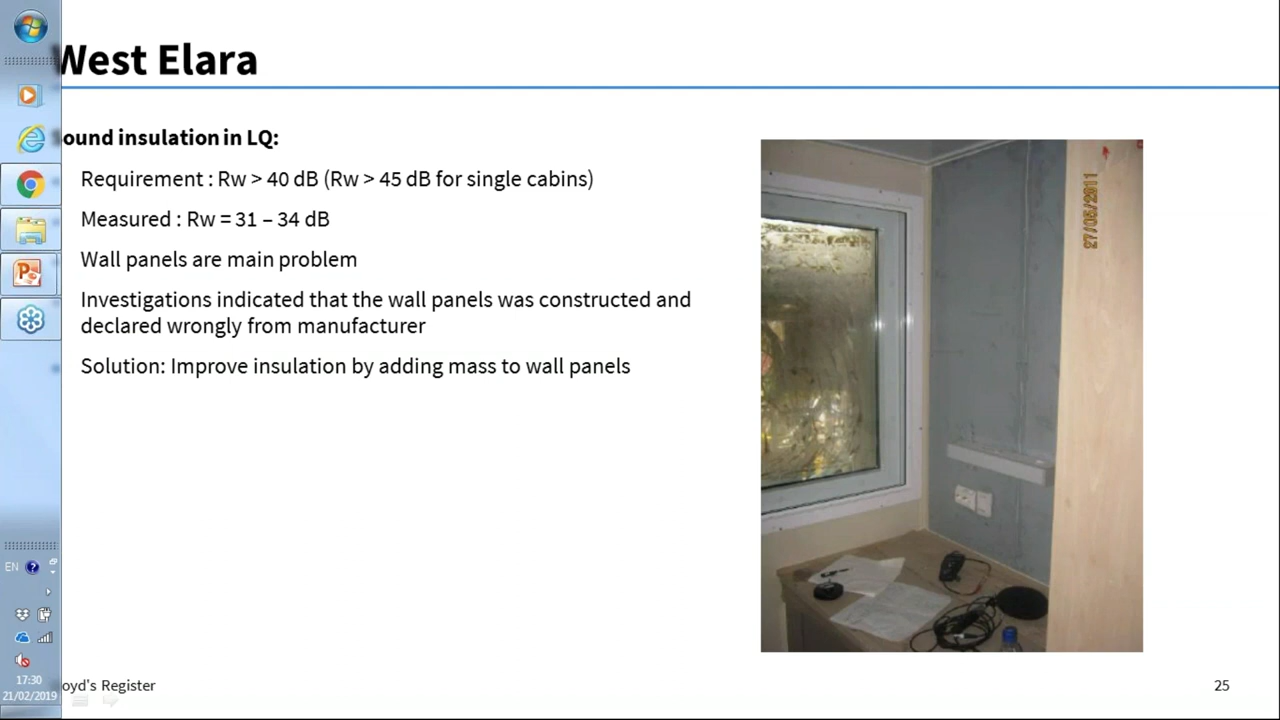 West Elara
ound insulation in LQ:
Requirement : Rw > 40 dB (Rw > 45 dB for single cabins)
Measured : Rw = 31 – 34 dB
Wall panels are main problem
Investigations indicated that the wall panels was constructed and
declared wrongly from manufacturer
Solution: Improve insulation by adding mass to wall panels
27/05/2011
EN
17:30
21/02/2019
oyd's Register
25